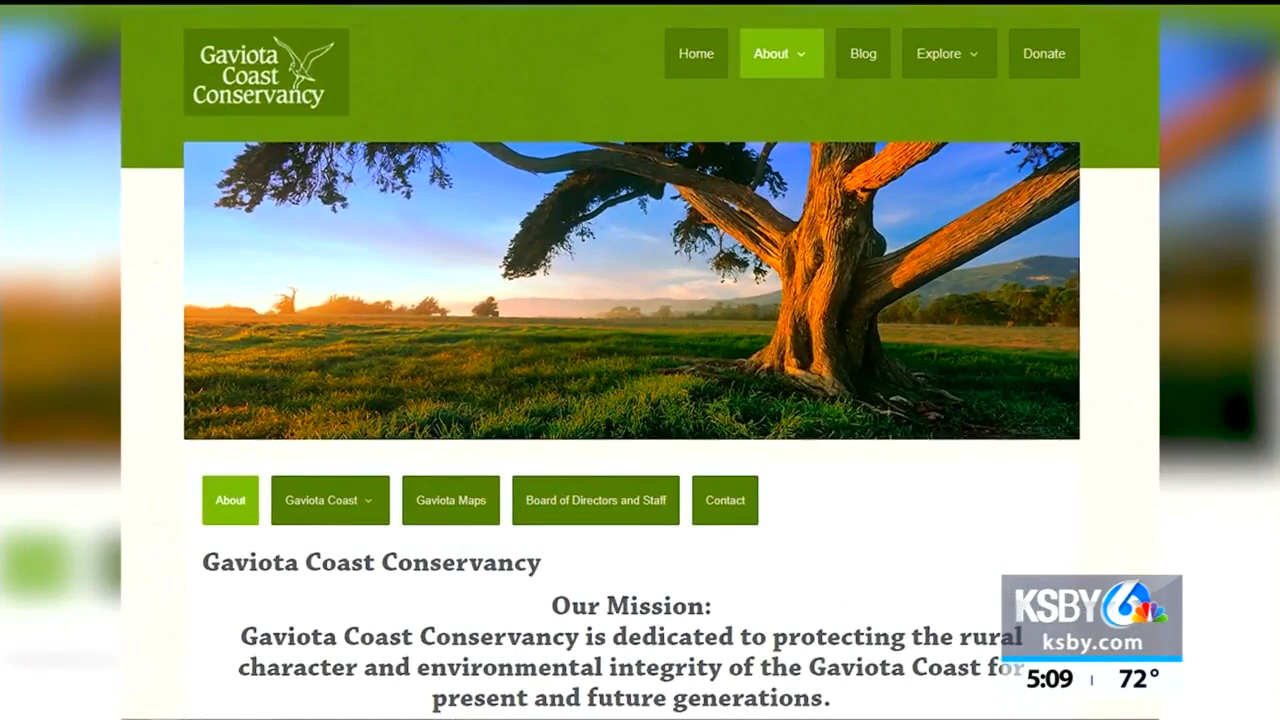 Gaviota
Coast
Conservancy
Home
About
Blog
Explore
Donate
About
Gaviota Coast
Gaviota Maps
Board of Directors and Staff
Contact
Gaviota Coast Conservancy
Our Mission:
Gaviota Coast Conservancy is dedicated to protecting the rural
character and environmental integrity of the Gaviota Coast for
present and future generations.
KSBY 6
ksby.com
5:09 72°